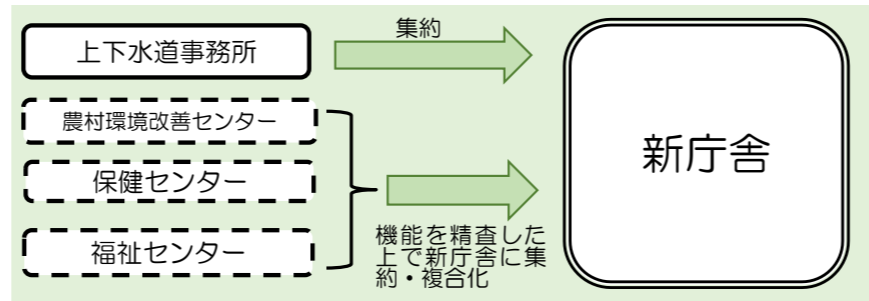 上下水道事務所
集約
農村環境改善センター
保健センター
福祉センター
機能を精査した
上で新庁舎に集
約・複合化
新庁舎